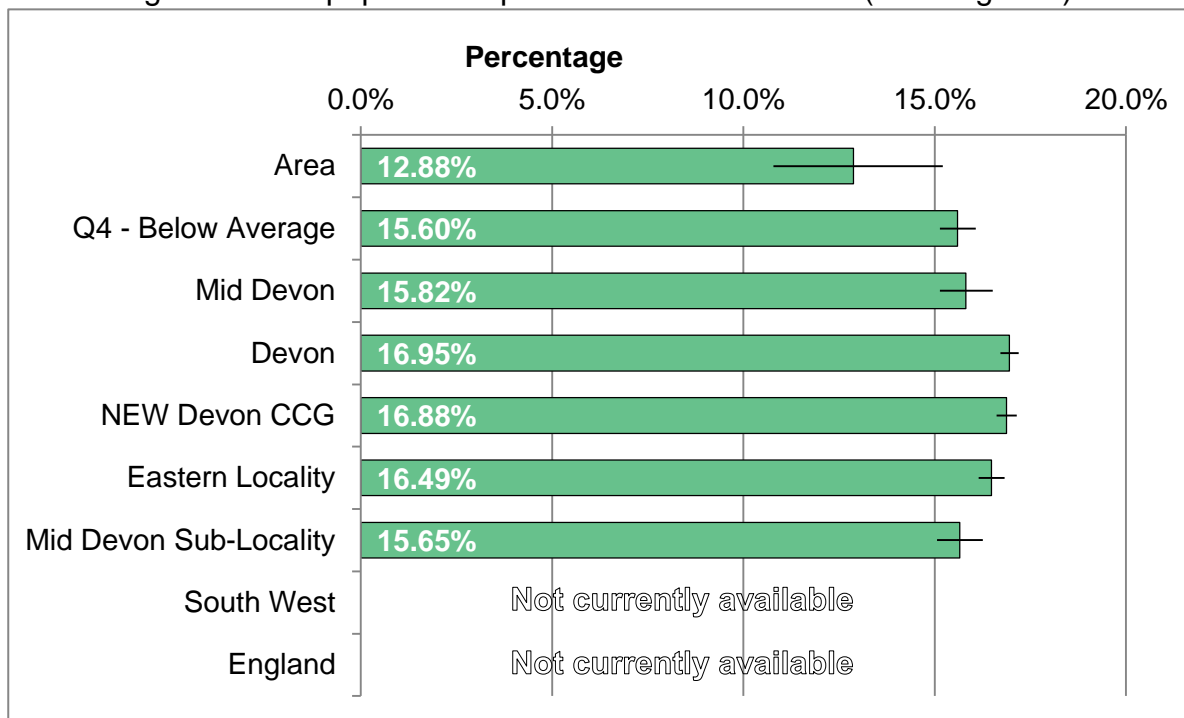 Percentage
0.0% 5.0% 10.0% 15.0% 20.0%
Area 12.88%
Q4 - Below Average 15.60%
Mid Devon 15.82%
Devon 16.95%
NEW Devon CCG 16.88%
Eastern Locality 16.49%
Mid Devon Sub-Locality 15.65%
South West Not currently available
England Not currently available